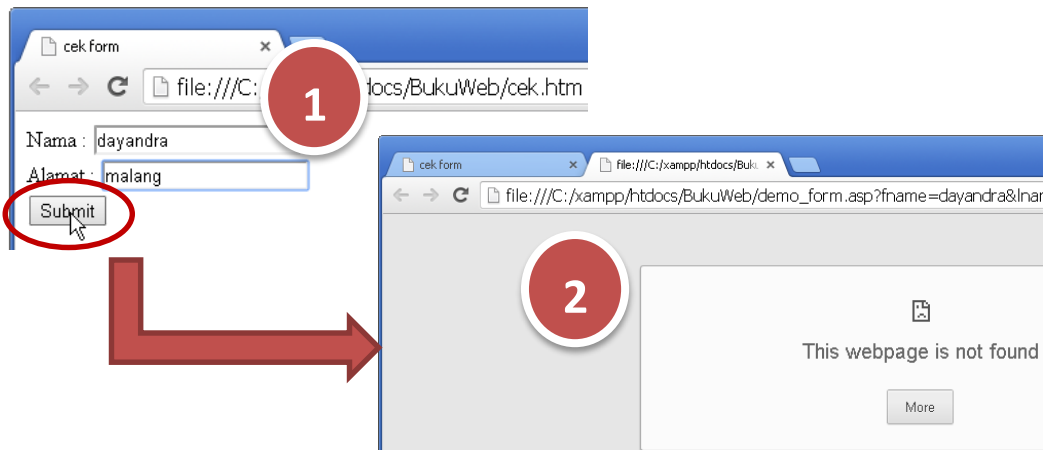 cek form
file:///C: docs/BukuWeb/cek.htm
1
Nama : dayandra
Alamat : malang
Submit
cek form
file:///C:/xampp/htdocs/Buk
file:///C:/xampp/htdocs/BukuWeb/demo_form.asp?fname=dayandra&lnam
2
This webpage is not found
More